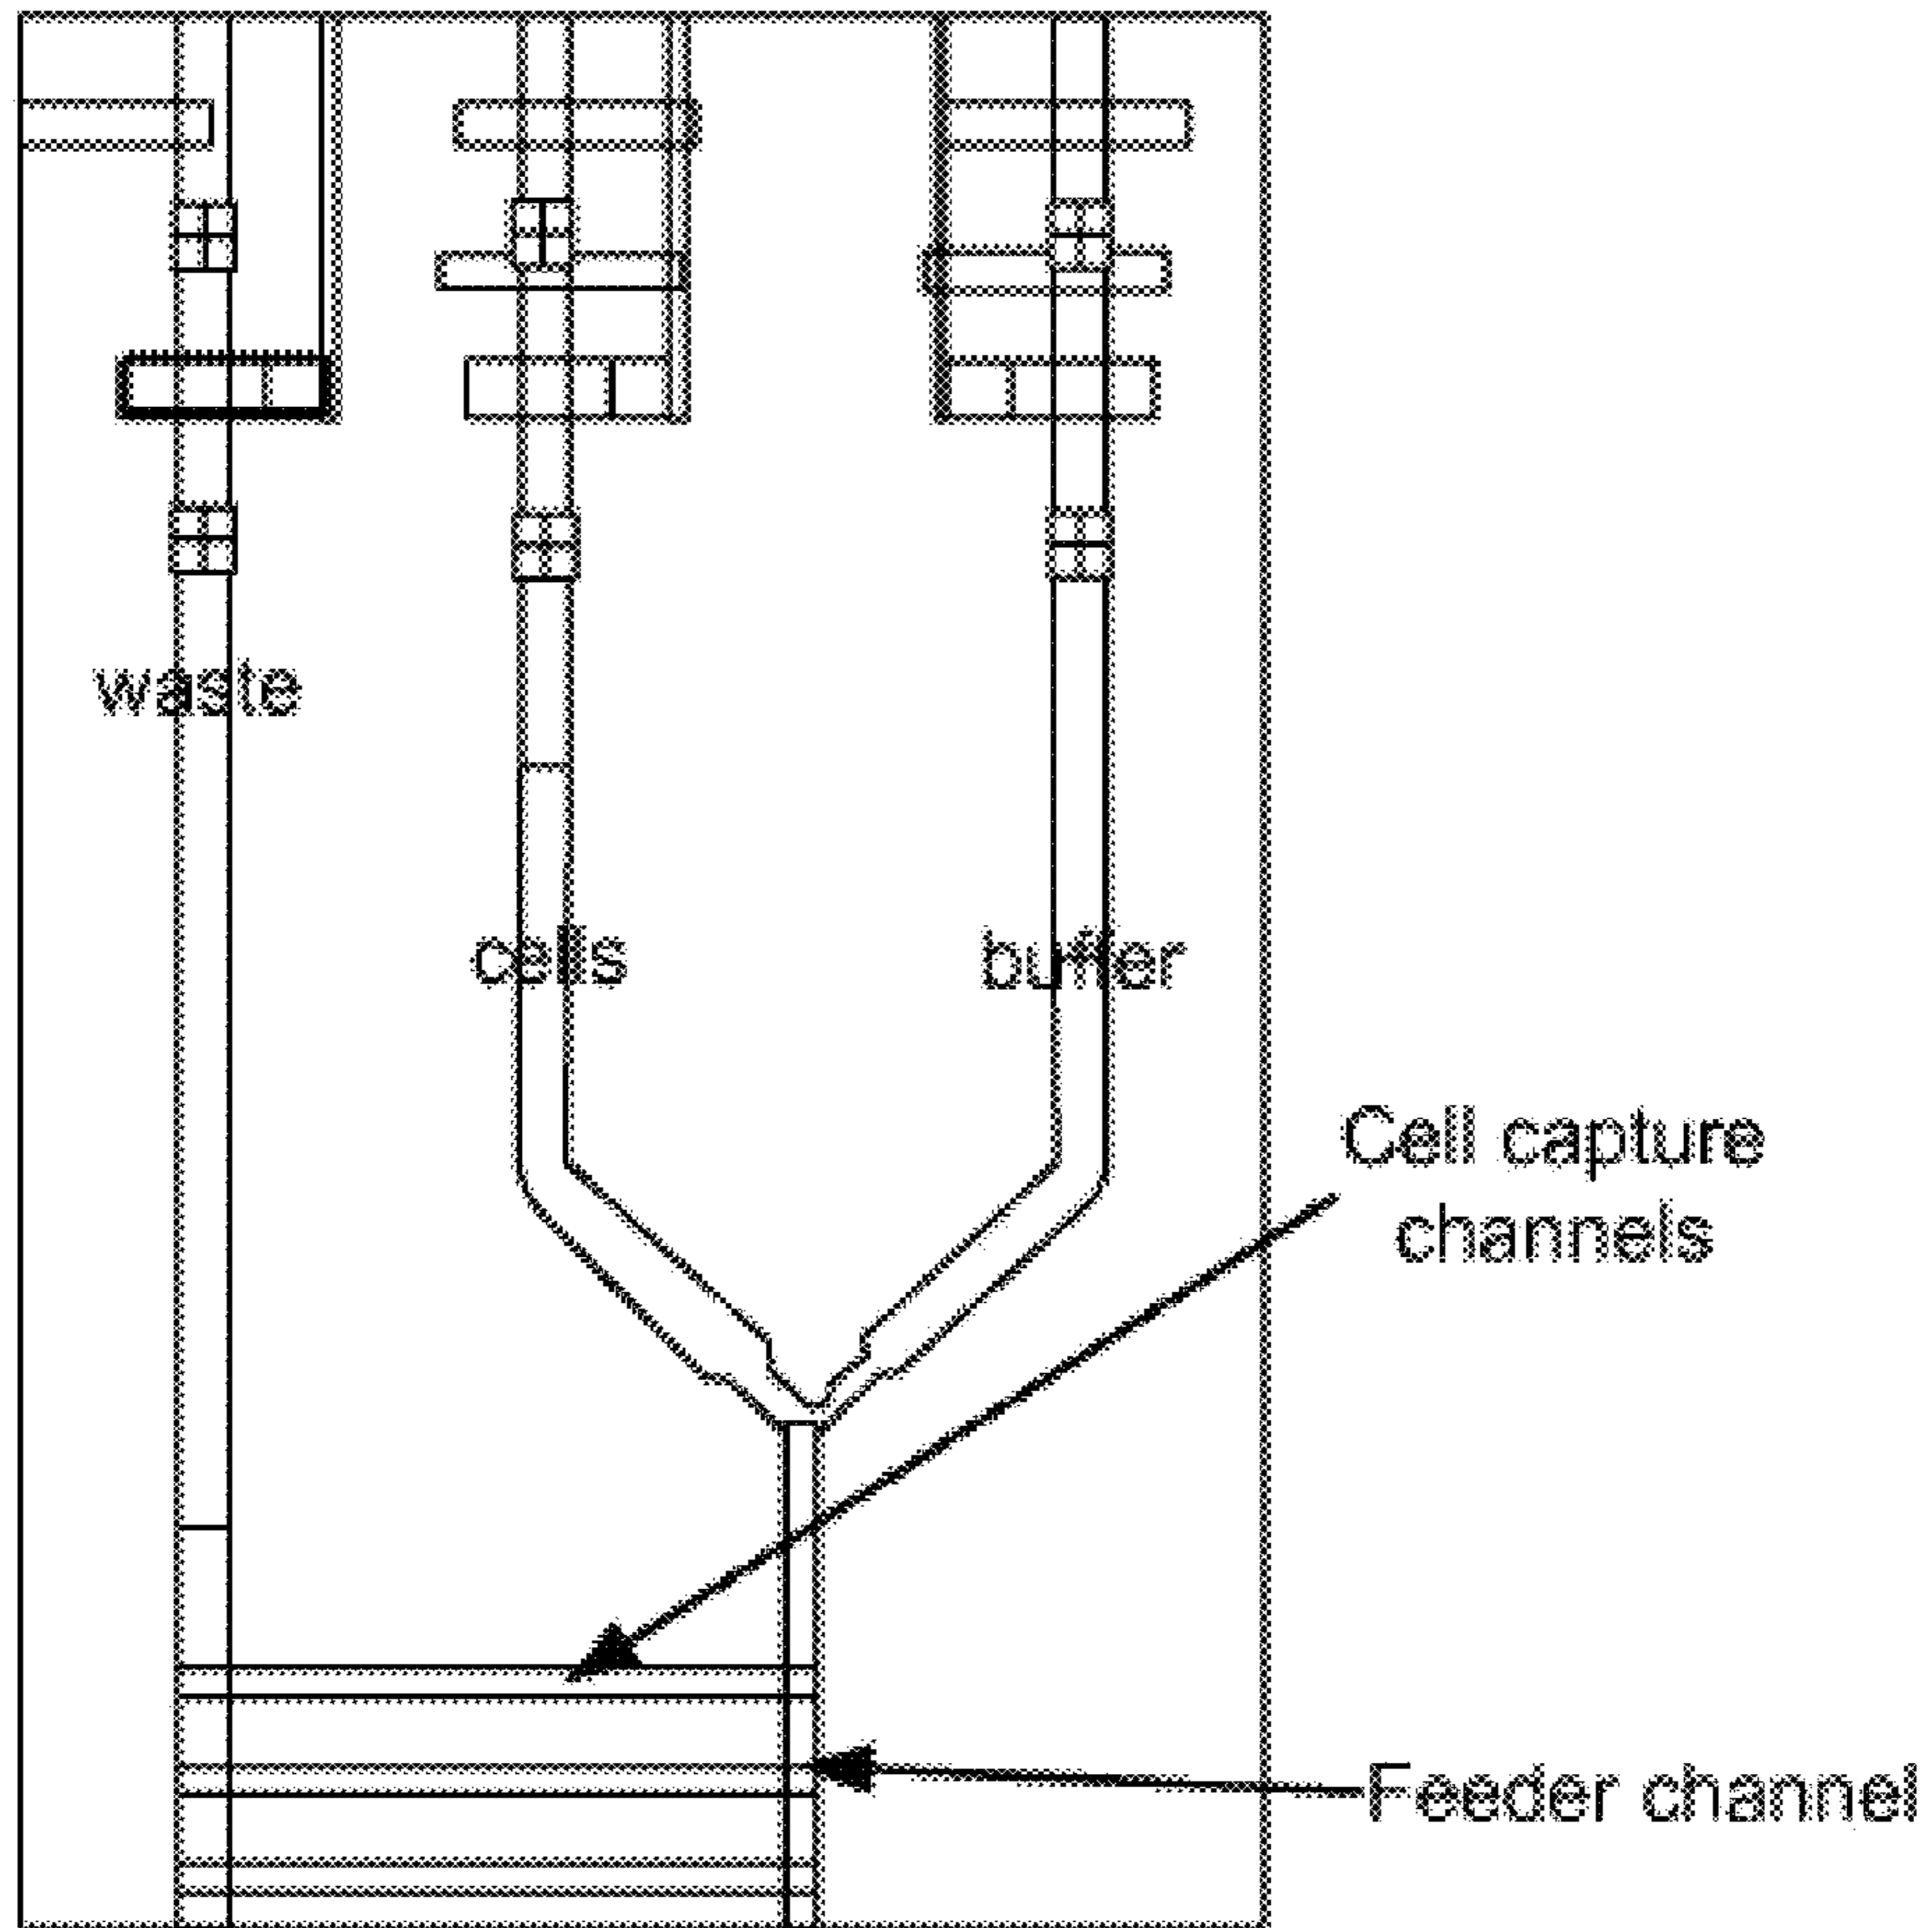 waste
cells
buffer
Cell capture
channels
Feeder channel